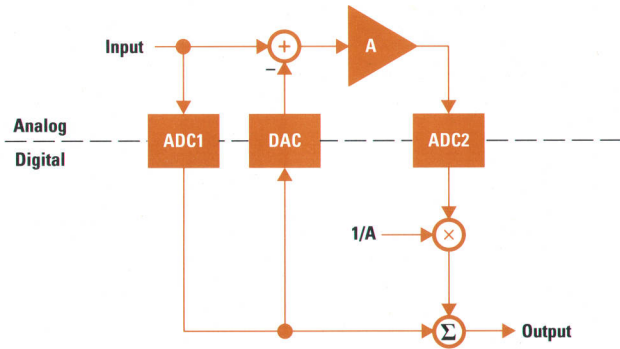 Input
+
−
A
Analog
Digital
ADC1
DAC
ADC2
1/A
×
Σ
Output